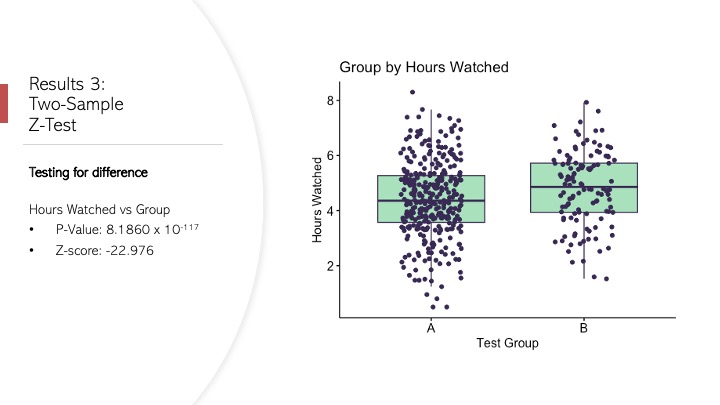 Results 3:
Two-Sample
Z-Test
Testing for difference
Hours Watched vs Group
• P-Value: 8.1860 x 10⁻¹¹⁷
• Z-score: -22.976
Group by Hours Watched
Hours Watched
8
6
4
2
A B
Test Group